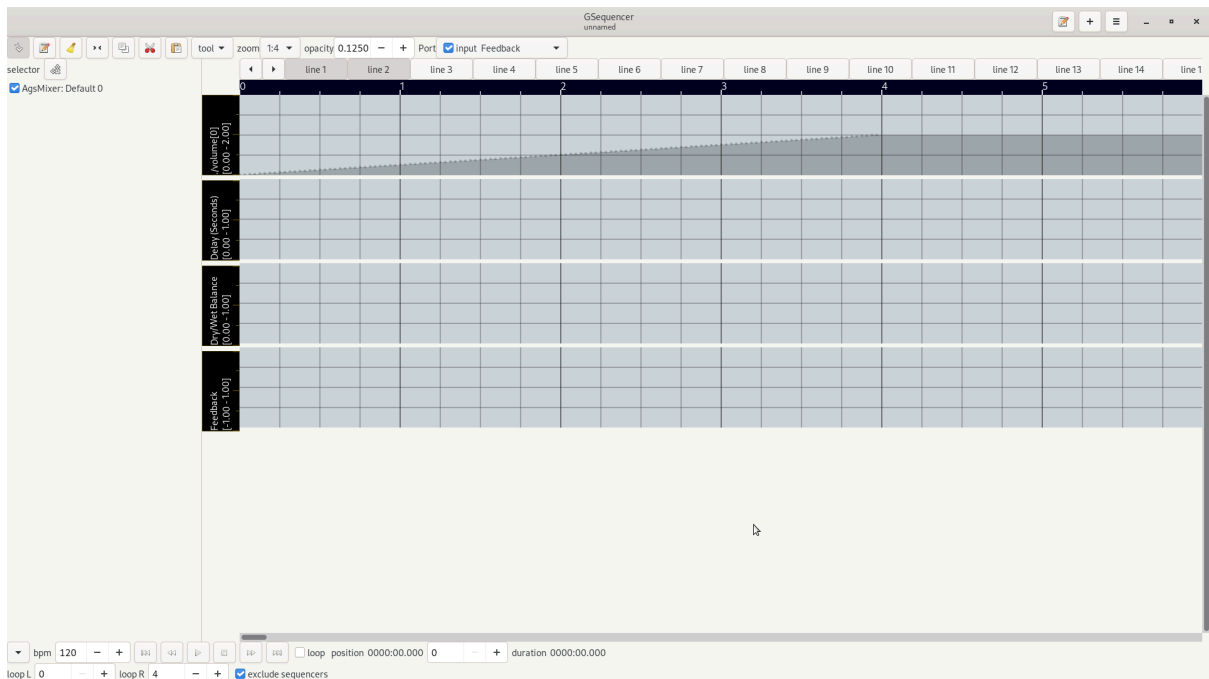 GSequencer
unnamed
tool zoom 1:4 opacity 0.1250 − + Port input Feedback
selector
line 1 line 2 line 3 line 4 line 5 line 6 line 7 line 8 line 9 line 10 line 11 line 12 line 13 line 14 line 1
AgsMixer: Default 0
0 1 2 3 4 5
./volume[0]
[0.00 - 2.00]
Delay (Seconds)
[0.00 - 1.00]
Dry/Wet Balance
[0.00 - 1.00]
Feedback
[-1.00 - 1.00]
bpm 120 − + loop position 0000:00.000 0 − + duration 0000:00.000
loop L 0 − + loop R 4 − + exclude sequencers